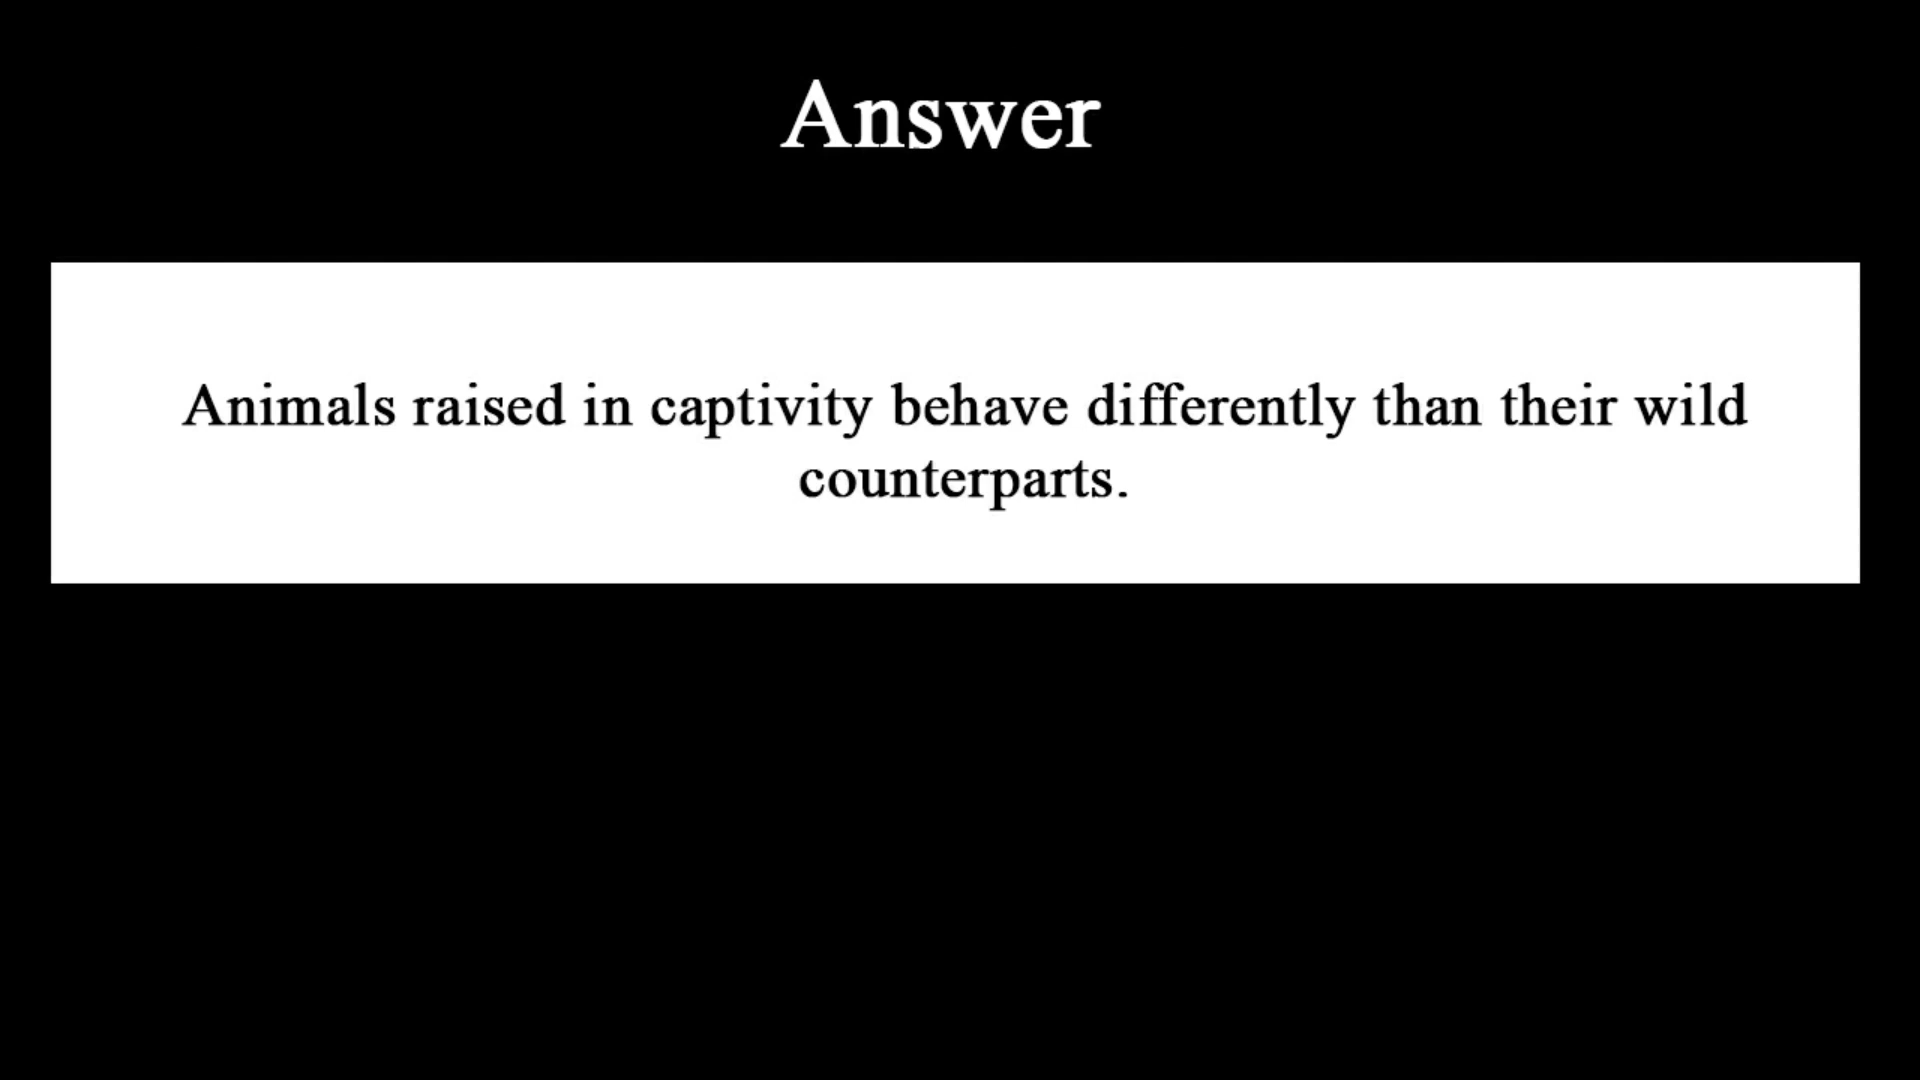 Answer
Animals raised in captivity behave differently than their wild
counterparts.